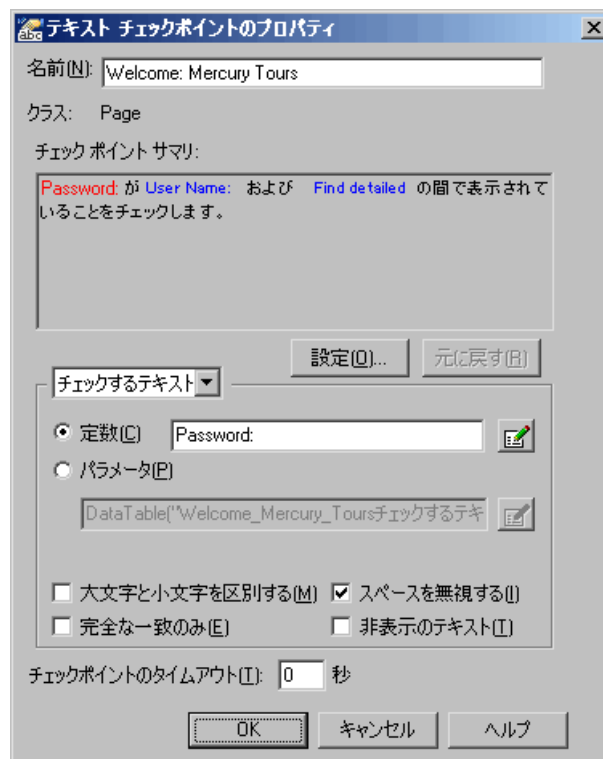 テキスト チェックポイントのプロパティ
名前(N): Welcome: Mercury Tours
クラス: Page
チェック ポイント サマリ:
Password: が User Name: および Find detailed の間で表示されて
いることをチェックします。
設定(O)... 元に戻す(R)
チェックするテキスト
定数(C) Password:
パラメータ(P)
DataTable("Welcome_Mercury_Toursチェックするテキ
大文字と小文字を区別する(M) スペースを無視する(I)
完全な一致のみ(E) 非表示のテキスト(T)
チェックポイントのタイムアウト(T): 0 秒
OK キャンセル ヘルプ